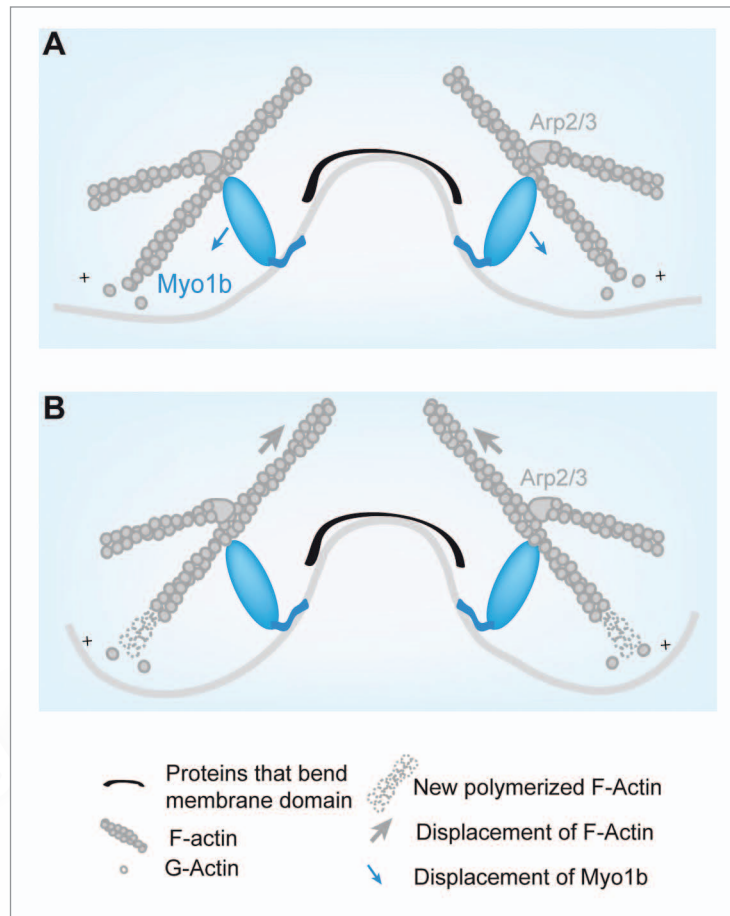 A
Arp2/3
+
+
Myo1b
B
Arp2/3
+
+
Proteins that bend
membrane domain
F-actin
G-Actin
New polymerized F-Actin
Displacement of F-Actin
Displacement of Myo1b